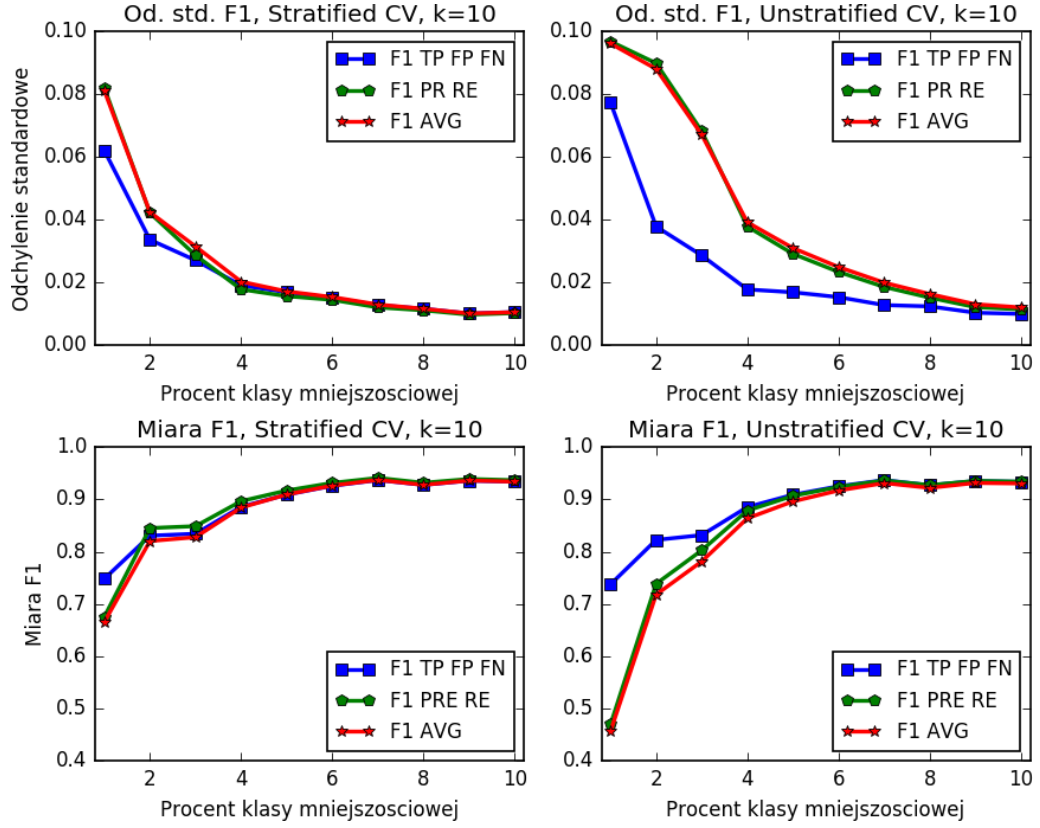 Od. std. F1, Stratified CV, k=10
0.10
0.08
0.06
0.04
0.02
0.00
Odchylenie standardowe
F1 TP FP FN
F1 PR RE
F1 AVG
2
4
6
8
10
Procent klasy mniejszosciowej
Od. std. F1, Unstratified CV, k=10
0.10
0.08
0.06
0.04
0.02
0.00
F1 TP FP FN
F1 PR RE
F1 AVG
2
4
6
8
10
Procent klasy mniejszosciowej
Miara F1, Stratified CV, k=10
1.0
0.9
0.8
0.7
0.6
0.5
0.4
Miara F1
F1 TP FP FN
F1 PRE RE
F1 AVG
2
4
6
8
10
Procent klasy mniejszosciowej
Miara F1, Unstratified CV, k=10
1.0
0.9
0.8
0.7
0.6
0.5
0.4
F1 TP FP FN
F1 PRE RE
F1 AVG
2
4
6
8
10
Procent klasy mniejszosciowej